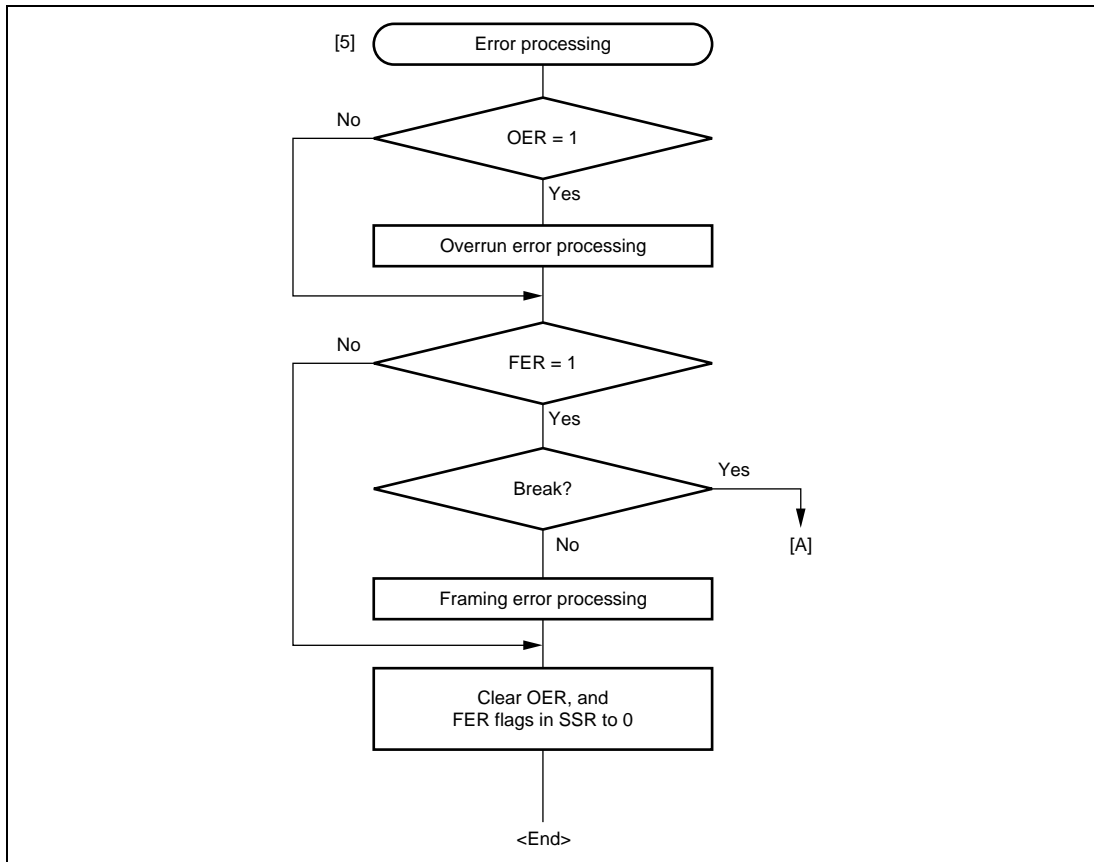 [5]
Error processing
No
OER = 1
Yes
Overrun error processing
No
FER = 1
Yes
Break?
Yes
No
[A]
Framing error processing
Clear OER, and
FER flags in SSR to 0
<End>